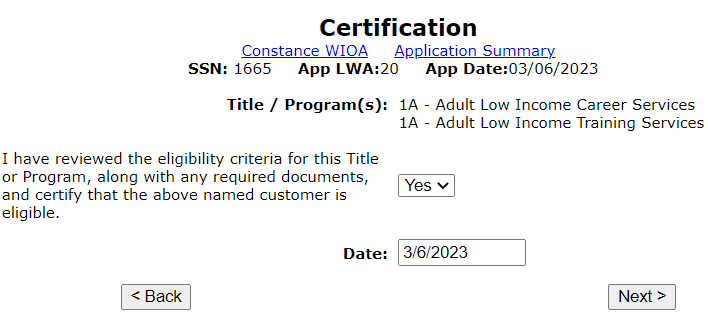 Certification
Constance WIOA Application Summary
SSN: 1665 App LWA:20 App Date:03/06/2023
Title / Program(s): 1A - Adult Low Income Career Services
1A - Adult Low Income Training Services
I have reviewed the eligibility criteria for this Title
or Program, along with any required documents,
and certify that the above named customer is
eligible.
Yes
Date: 3/6/2023
< Back Next >